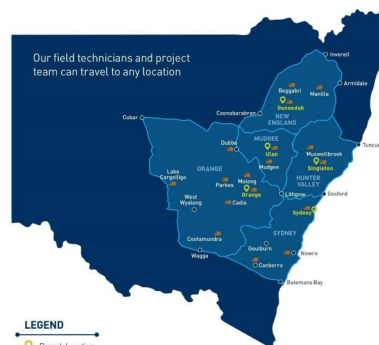 Our field technicians and project
team can travel to any location
Inverell
Boggabri
Manilla
Armidale
Gunnedah
Coonabarabran
NEW
ENGLAND
Cobar
MUDGEE
Tuncurry
Dubbo
Ulan
Muswellbrook
Singleton
Mudgee
ORANGE
HUNTER
VALLEY
Lake
Cargelligo
Molong
Parkes
Orange
Lithgow
Gosford
West
Wyalong
Cadia
Sydney
Cootamundra
SYDNEY
Goulburn
Wagga
Nowra
Canberra
Batemans Bay
LEGEND